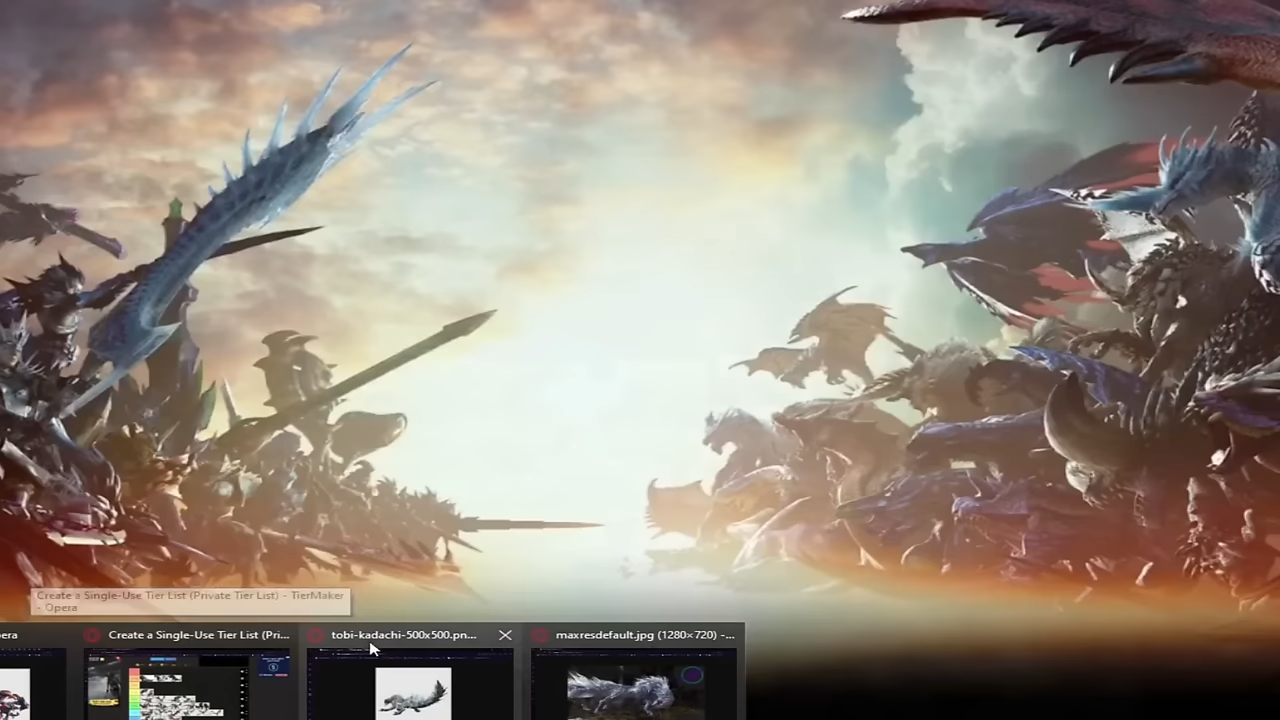 Create a Single-Use Tier List (Private Tier List) - TierMaker
- Opera
pera
Create a Single-Use Tier List (Pri...
tobi-kadachi-500x500.pn...
maxresdefault.jpg (1280×720) -...